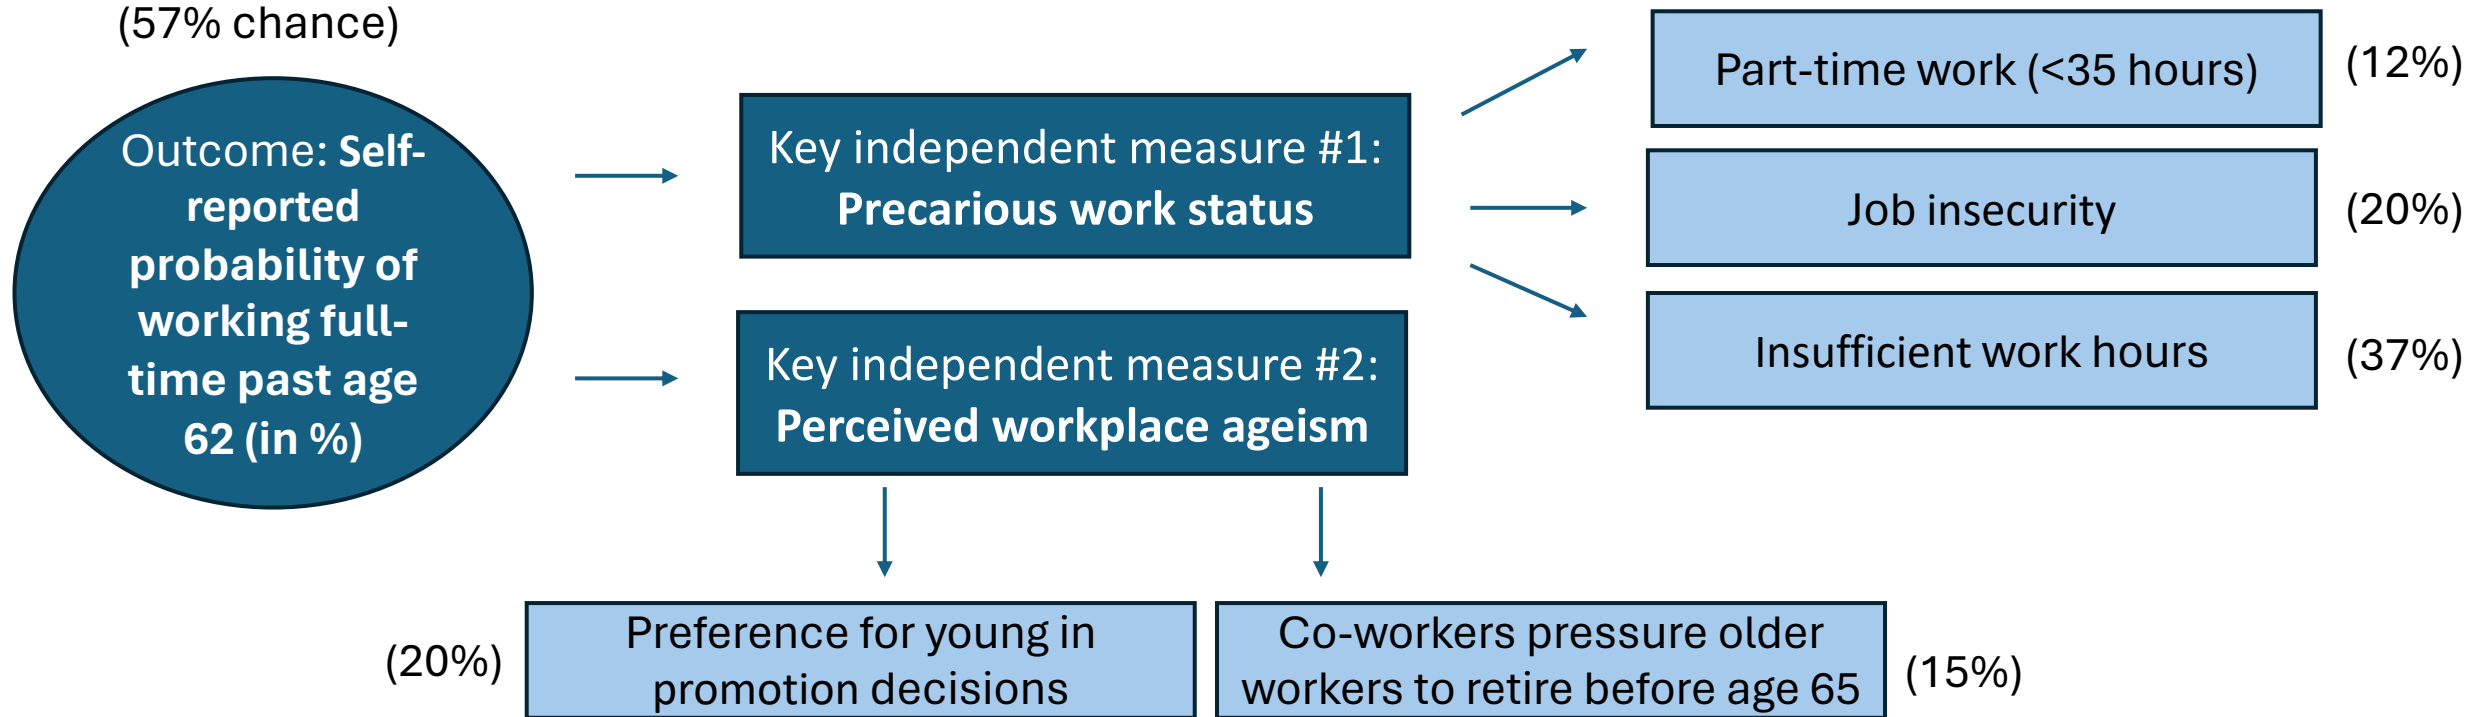 (57% chance)
Outcome: Self-
reported
probability of
working full-
time past age
62 (in %)
Key independent measure #1:
Precarious work status
Key independent measure #2:
Perceived workplace ageism
Part-time work (<35 hours)
(12%)
Job insecurity
(20%)
Insufficient work hours
(37%)
(20%)
Preference for young in
promotion decisions
Co-workers pressure older
workers to retire before age 65
(15%)